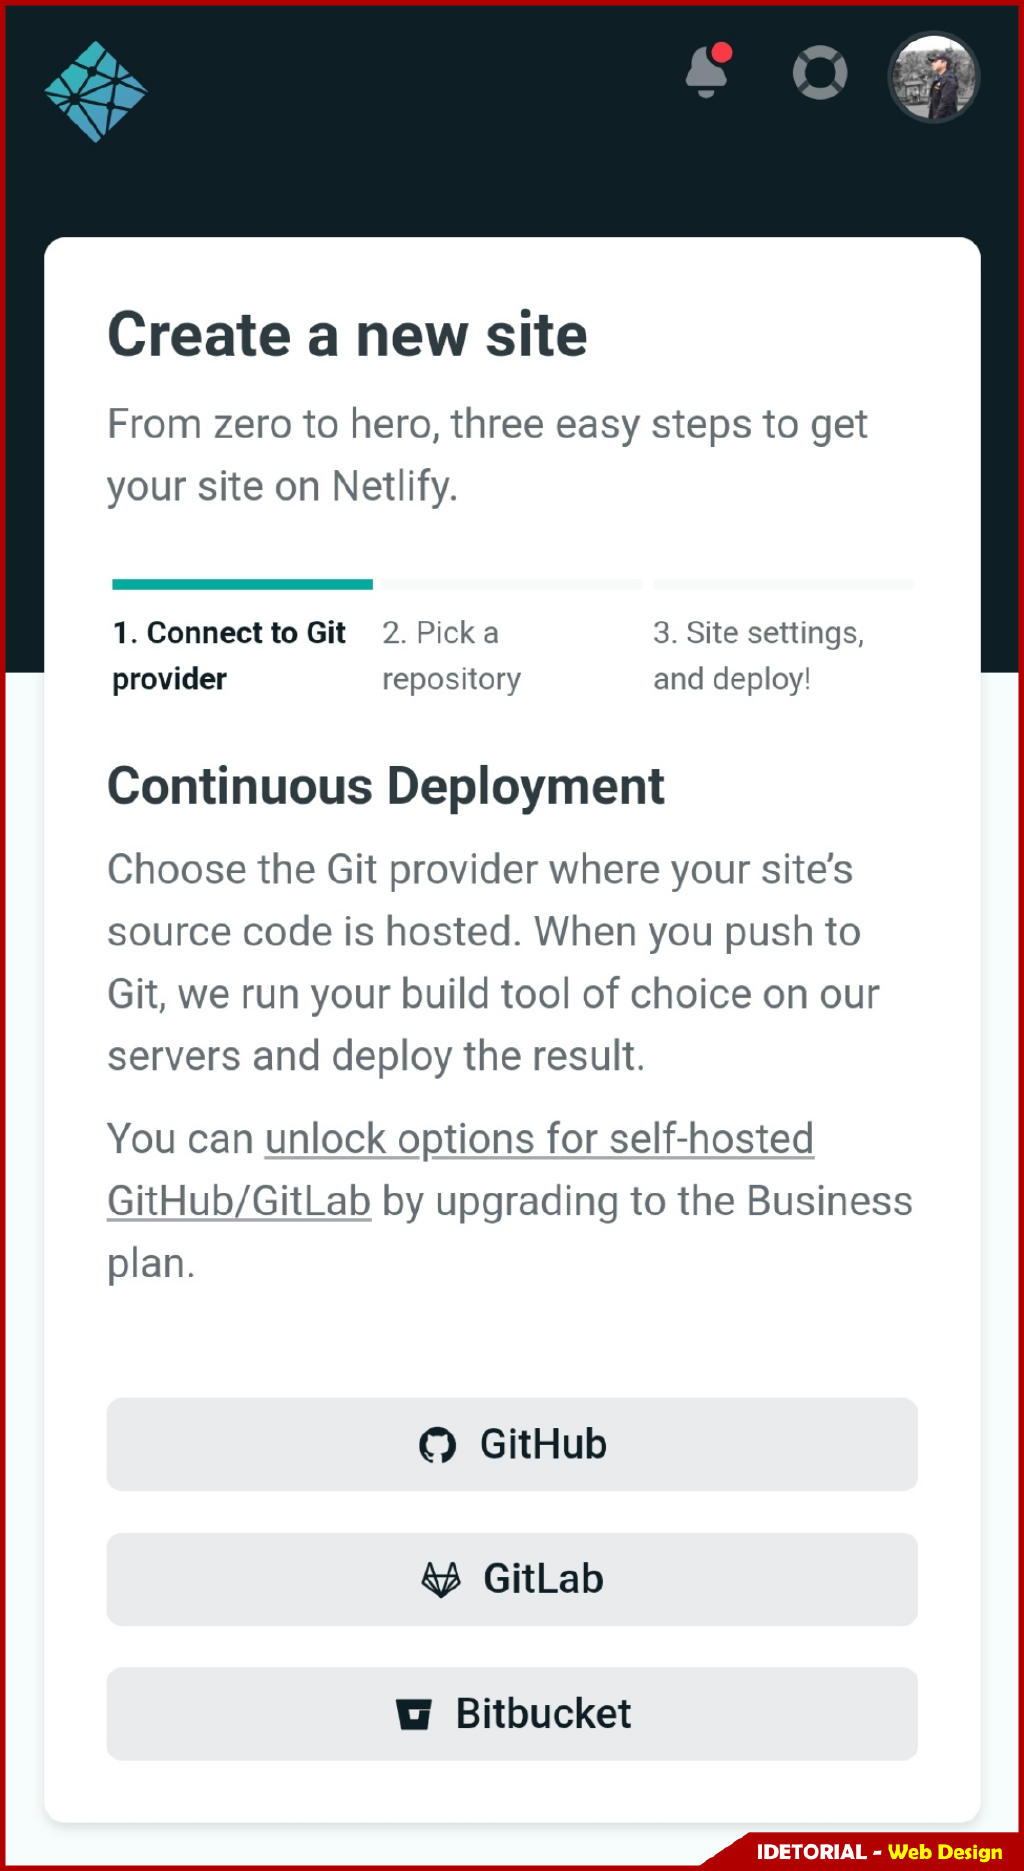 Create a new site
From zero to hero, three easy steps to get
your site on Netlify.
1. Connect to Git
provider
2. Pick a
repository
3. Site settings,
and deploy!
Continuous Deployment
Choose the Git provider where your site’s
source code is hosted. When you push to
Git, we run your build tool of choice on our
servers and deploy the result.
You can unlock options for self-hosted
GitHub/GitLab by upgrading to the Business
plan.
GitHub
GitLab
Bitbucket
IDETORIAL - Web Design